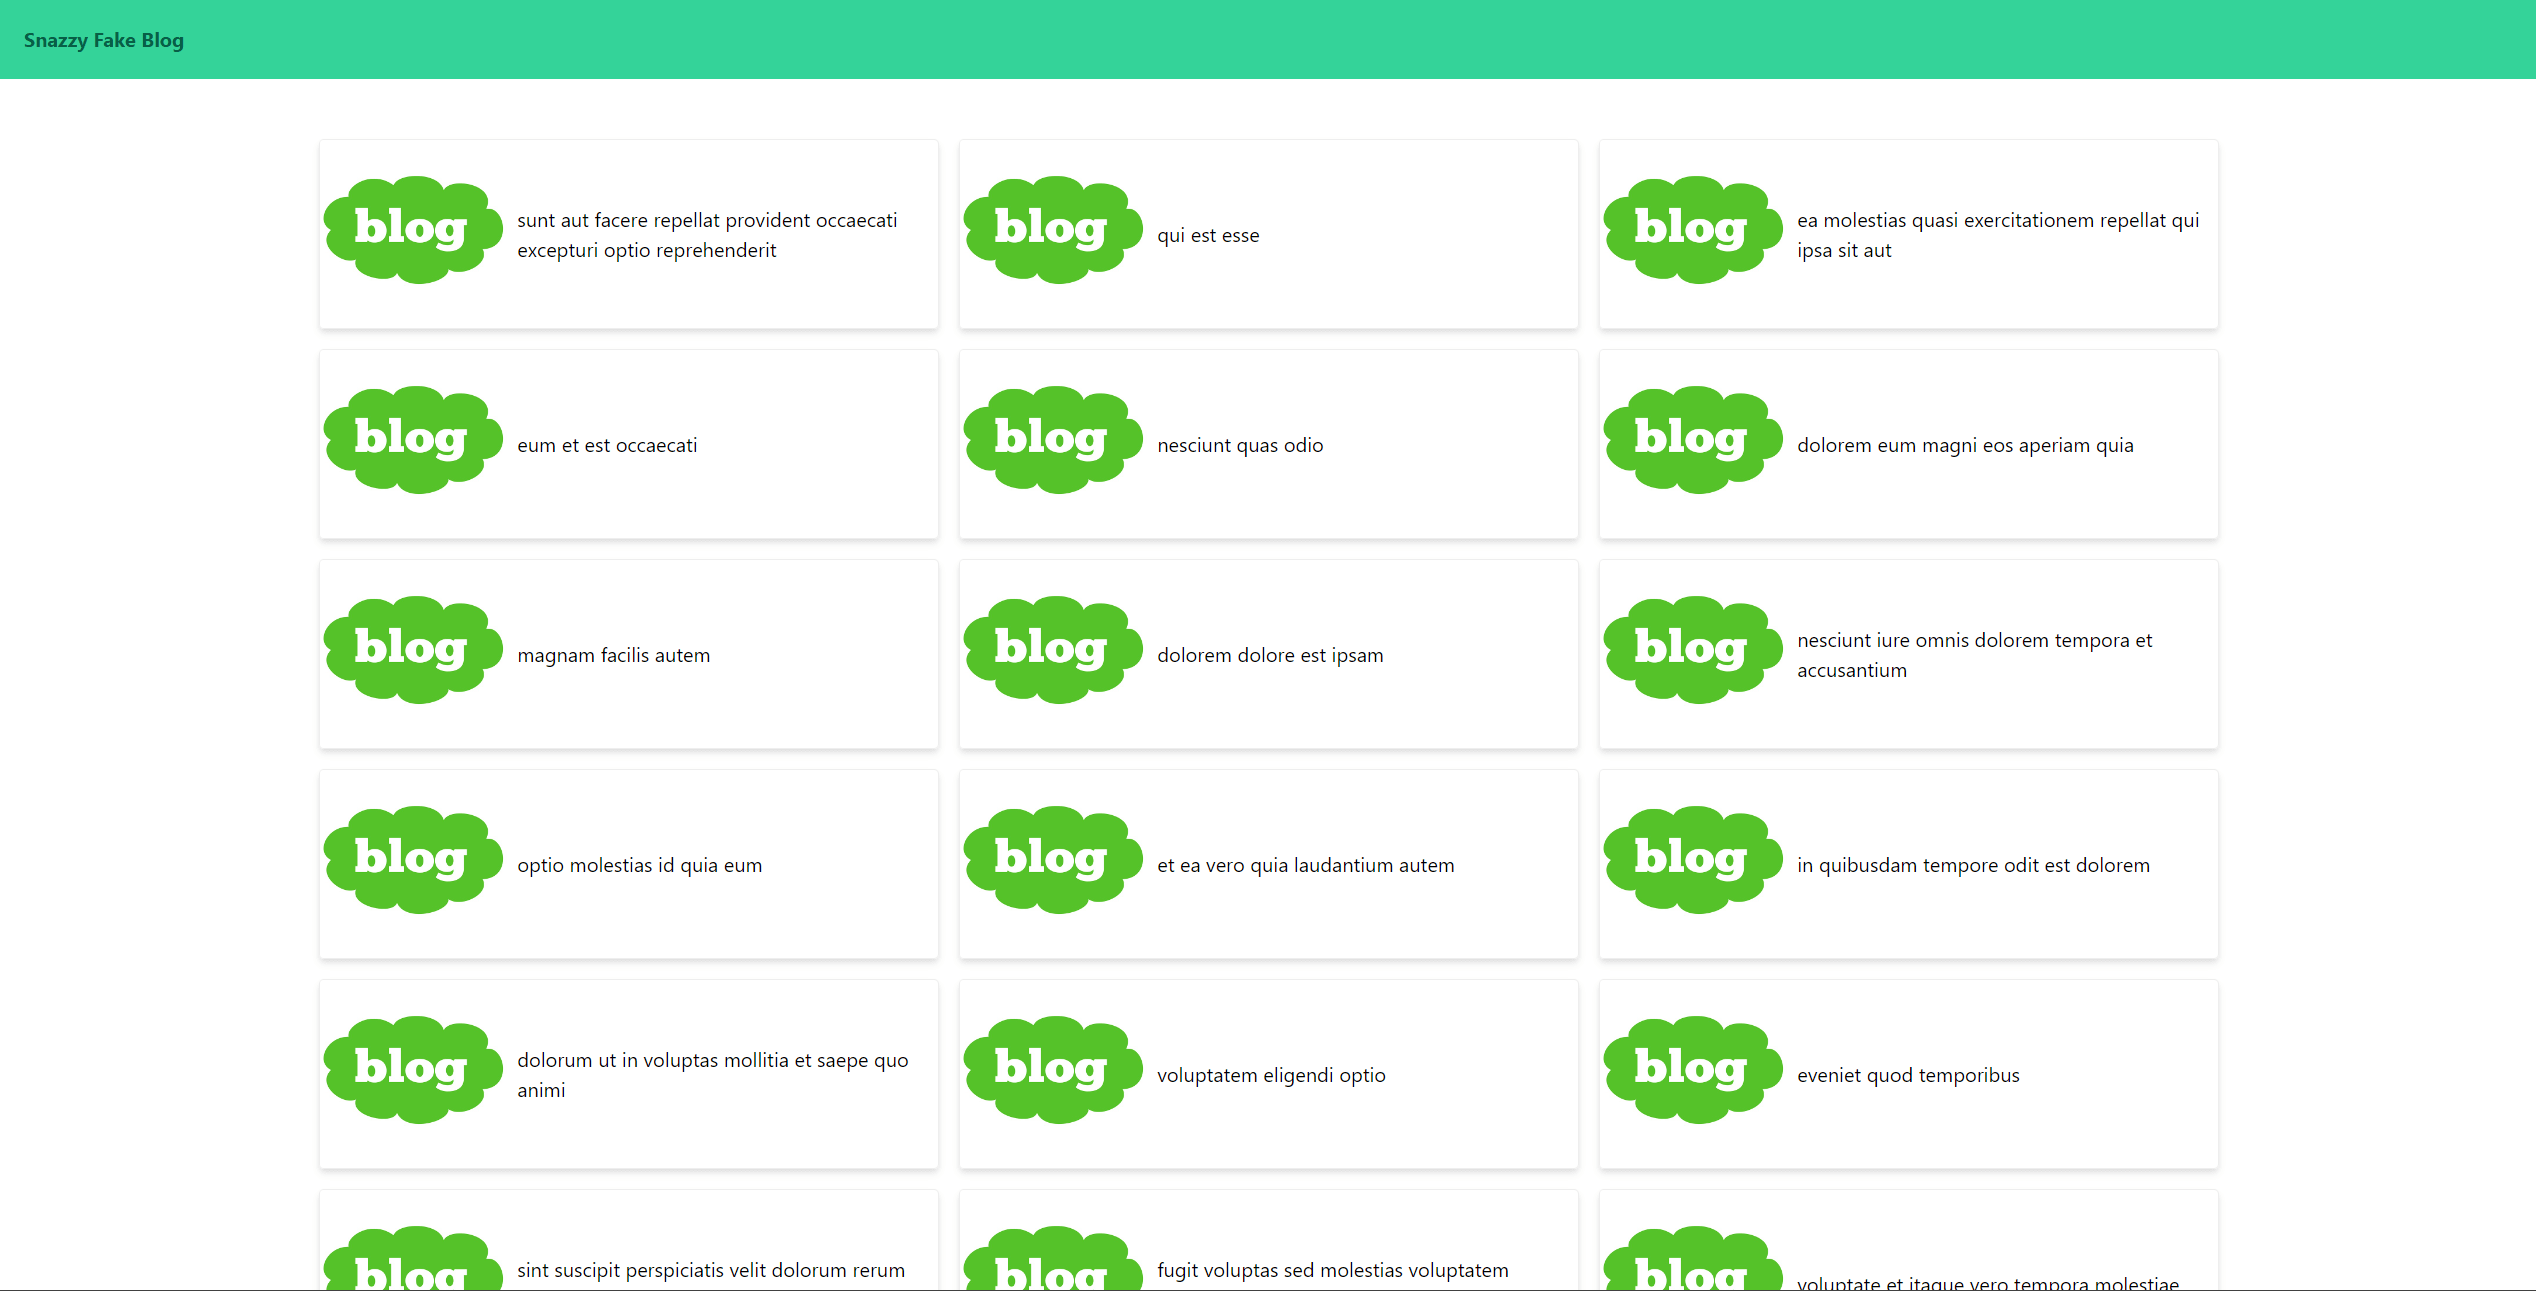 Snazzy Fake Blog
blog
sunt aut facere repellat provident occaecati
excepturi optio reprehenderit
blog
qui est esse
blog
ea molestias quasi exercitationem repellat qui
ipsa sit aut
blog
eum et est occaecati
blog
nesciunt quas odio
blog
dolorem eum magni eos aperiam quia
blog
magnam facilis autem
blog
dolorem dolore est ipsam
blog
nesciunt iure omnis dolorem tempora et
accusantium
blog
optio molestias id quia eum
blog
et ea vero quia laudantium autem
blog
in quibusdam tempore odit est dolorem
blog
dolorum ut in voluptas mollitia et saepe quo
animi
blog
voluptatem eligendi optio
blog
eveniet quod temporibus
blog
sint suscipit perspiciatis velit dolorum rerum
blog
fugit voluptas sed molestias voluptatem
blog
voluptate et itaque vero tempora molestiae